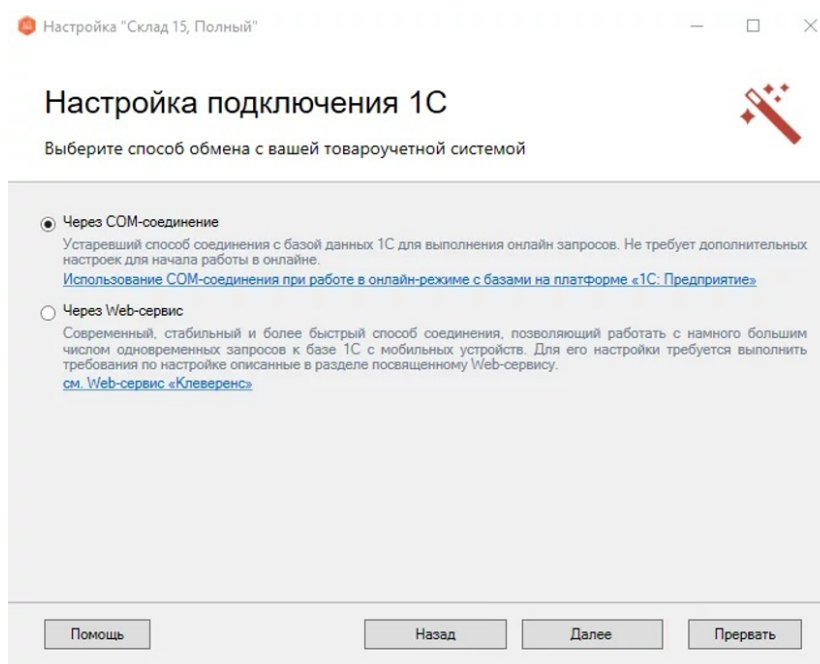 Настройка "Склад 15, Полный"
Настройка подключения 1С
Выберите способ обмена с вашей товароучетной системой
Через COM-соединение
Устаревший способ соединения с базой данных 1С для выполнения онлайн запросов. Не требует дополнительных
настроек для начала работы в онлайне.
Использование COM-соединения при работе в онлайн-режиме с базами на платформе «1С: Предприятие»
Через Web-сервис
Современный, стабильный и более быстрый способ соединения, позволяющий работать с намного большим
числом одновременных запросов к базе 1С с мобильных устройств. Для его настройки требуется выполнить
требования по настройке описанные в разделе посвященному Web-сервису.
см. Web-сервис «Клеверенс»
Помощь
Назад
Далее
Прервать